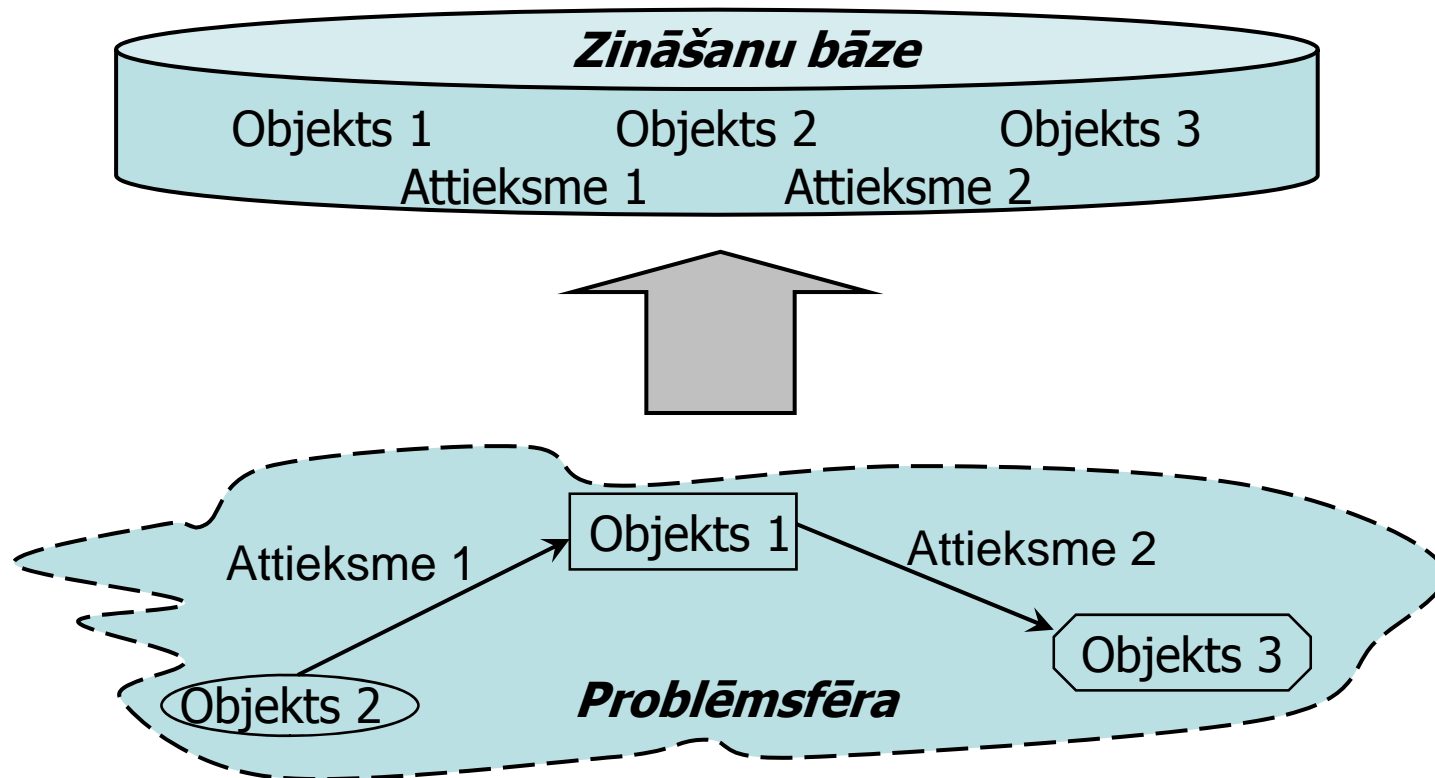 Zināšanu bāze
Objekts 1 Objekts 2 Objekts 3
Attieksme 1 Attieksme 2
Objekts 1
Attieksme 1
Attieksme 2
Objekts 3
Objekts 2
Problēmsfēra